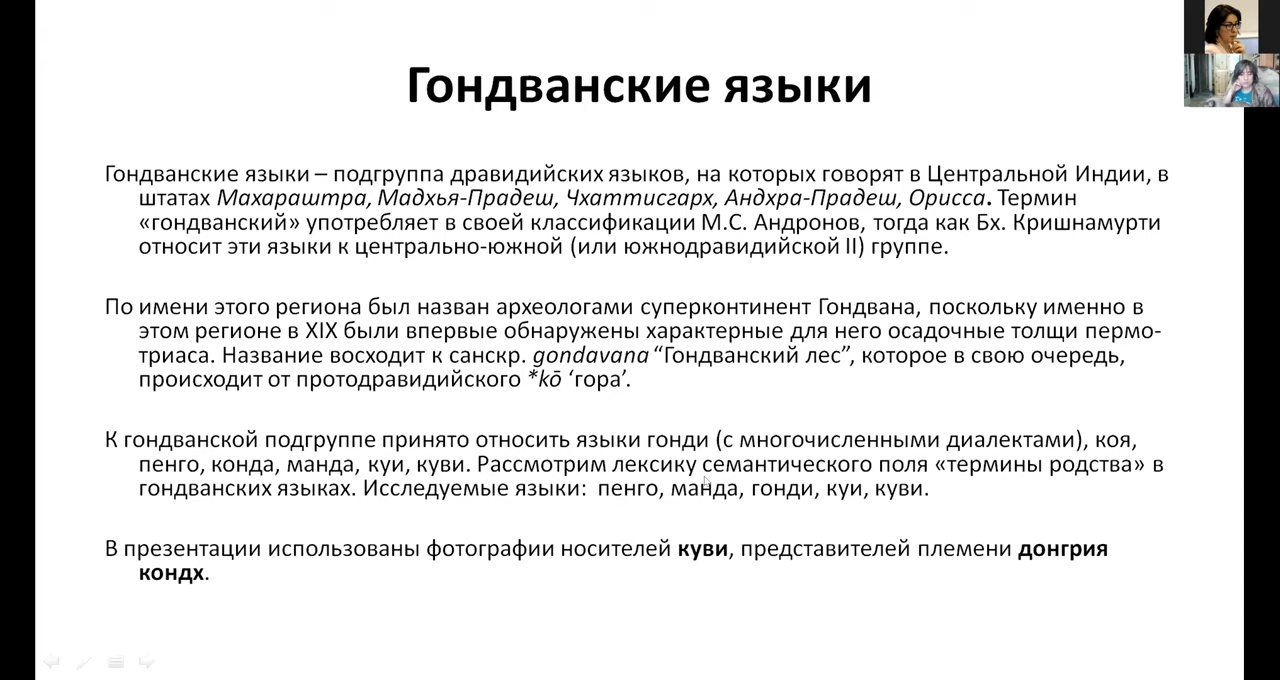 Гондванские языки
Гондванские языки – подгруппа дравидийских языков, на которых говорят в Центральной Индии, в
штатах Махараштра, Мадхья-Прадеш, Чхаттисгарх, Андхра-Прадеш, Орисса. Термин
«гондванский» употребляет в своей классификации М.С. Андронов, тогда как Бх. Кришнамурти
относит эти языки к центрально-южной (или южнодравидийской II) группе.
По имени этого региона был назван археологами суперконтинент Гондвана, поскольку именно в
этом регионе в XIX были впервые обнаружены характерные для него осадочные толщи пермо-
триаса. Название восходит к санскр. gondavana “Гондванский лес”, которое в свою очередь,
происходит от протодравидийского *kō ‘гора’.
К гондванской подгруппе принято относить языки гонди (с многочисленными диалектами), коя,
пенго, конда, манда, куи, куви. Рассмотрим лексику семантического поля «термины родства» в
гондванских языках. Исследуемые языки: пенго, манда, гонди, куи, куви.
В презентации использованы фотографии носителей куви, представителей племени донгрия
кондх.